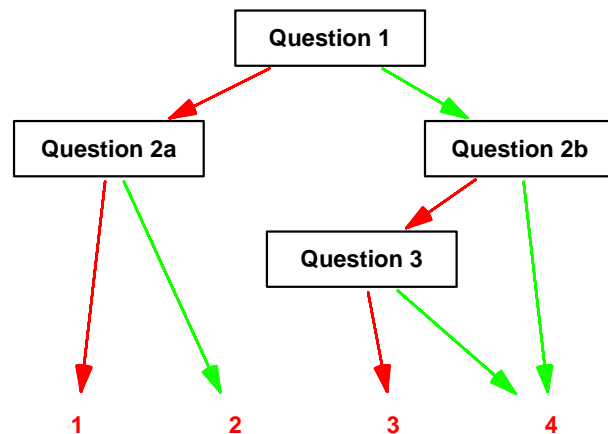 Question 1
Question 2a
Question 2b
Question 3
1
2
3
4